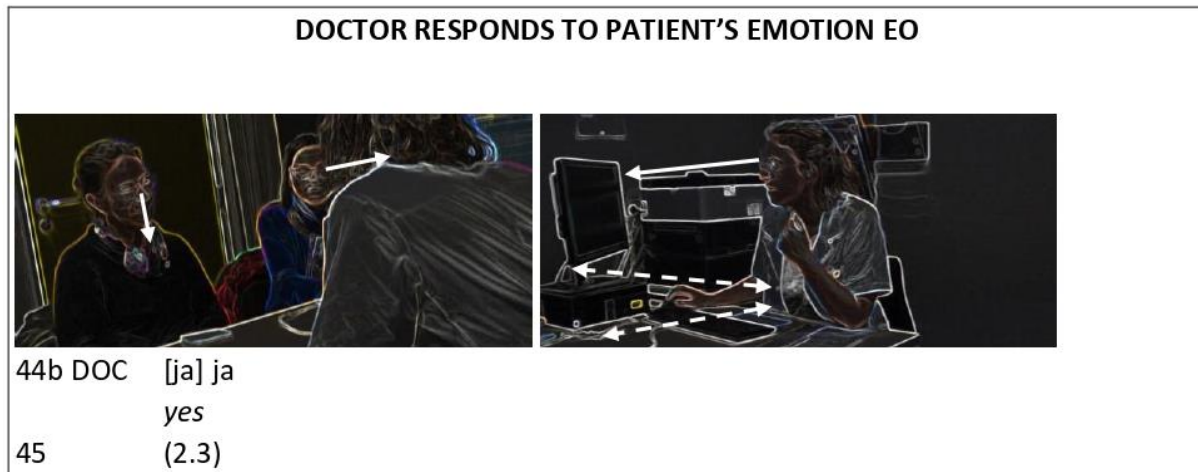 DOCTOR RESPONDS TO PATIENT'S EMOTION EO
44b DOC [ja] ja
yes
45 (2.3)